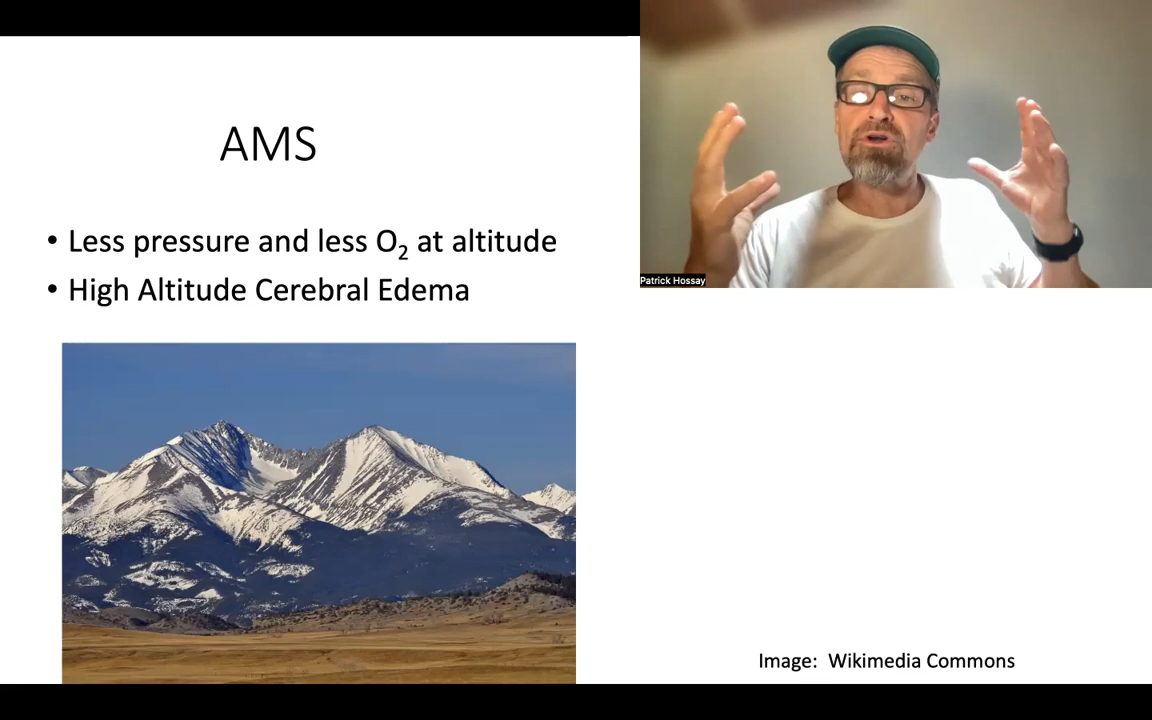 AMS
• Less pressure and less O₂ at altitude
• High Altitude Cerebral Edema
Patrick Hossay
Image:  Wikimedia Commons